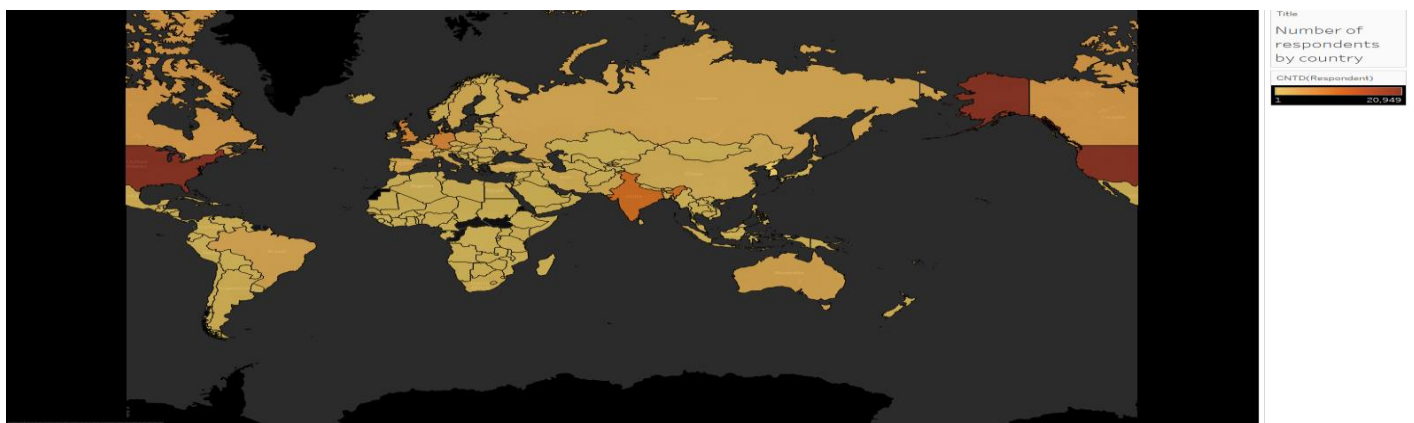 Title
Number of
respondents
by country
CNTD(Respondent)
1 20,949